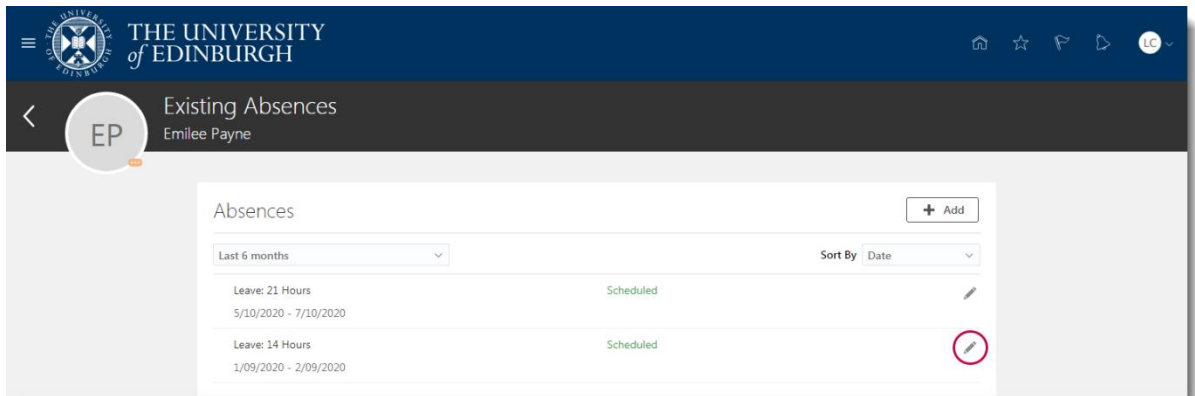 THE UNIVERSITY
of EDINBURGH
LC
EP
Existing Absences
Emilee Payne
Absences
+ Add
Last 6 months
Sort By Date
Leave: 21 Hours Scheduled
5/10/2020 - 7/10/2020
Leave: 14 Hours Scheduled
1/09/2020 - 2/09/2020